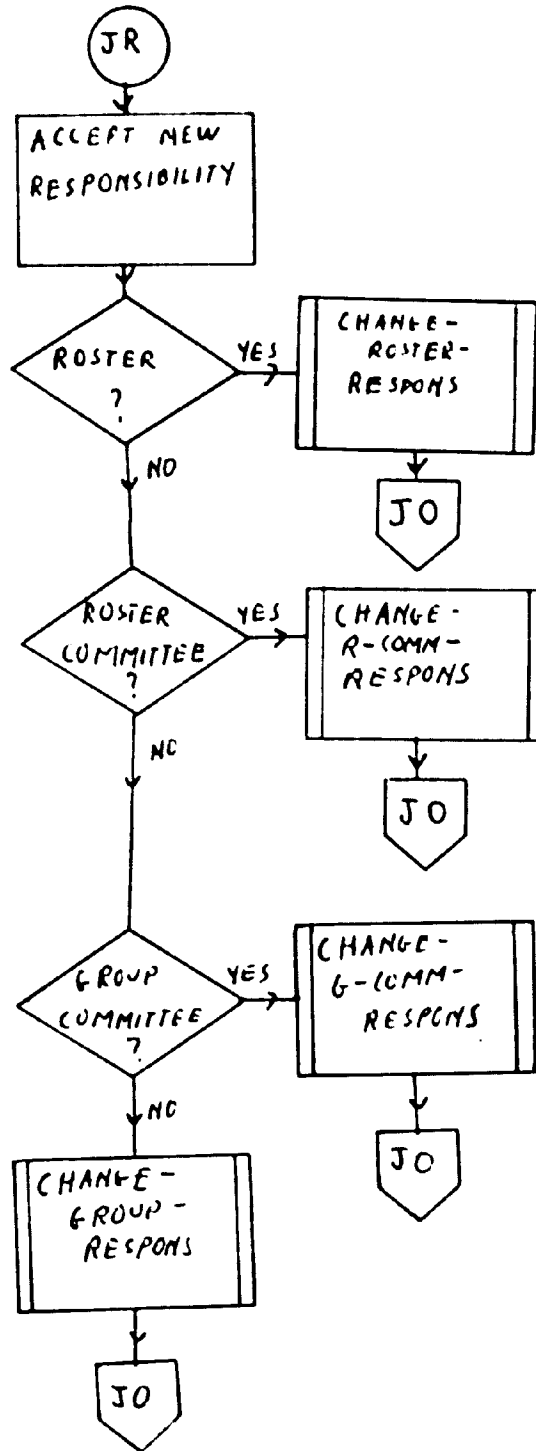 JR
ACCEPT NEW
RESPONSIBILITY
ROSTER
?
YES
CHANGE-
ROSTER-
RESPONS
JO
NO
ROSTER
COMMITTEE
?
YES
CHANGE-
R-COMM-
RESPONS
JO
NO
GROUP
COMMITTEE
?
YES
CHANGE-
G-COMM-
RESPONS
JO
NO
CHANGE-
GROUP-
RESPONS
JO